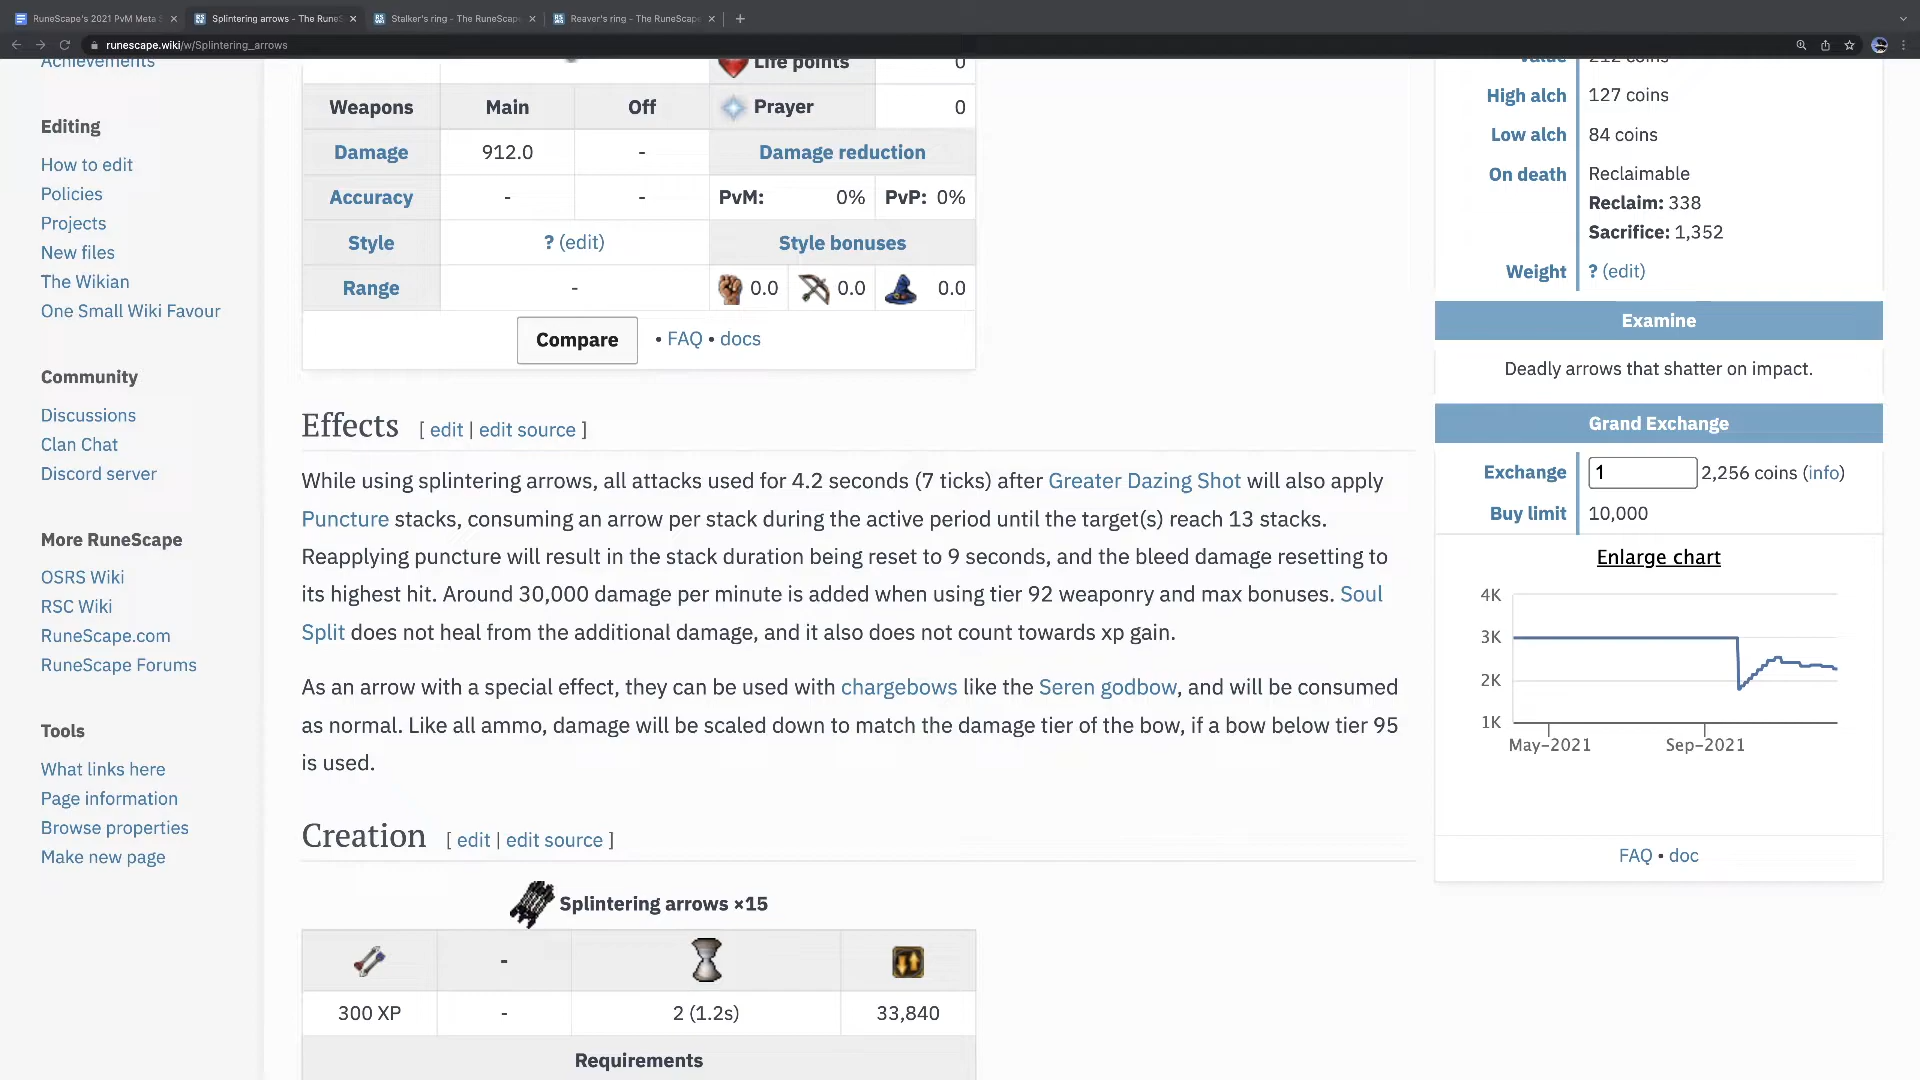 RuneScape's 2021 PvM Meta
Splintering arrows - The Rune
Stalker's ring - The RuneScape
Reaver's ring - The RuneScape
runescape.wiki/w/Splintering_arrows
Achievements
Editing
How to edit
Policies
Projects
New files
The Wikian
One Small Wiki Favour
Community
Discussions
Clan Chat
Discord server
More RuneScape
OSRS Wiki
RSC Wiki
RuneScape.com
RuneScape Forums
Tools
What links here
Page information
Browse properties
Make new page
Life points 0
Weapons Main Off Prayer 0
Damage 912.0 - Damage reduction
Accuracy - - PvM: 0% PvP: 0%
Style ? (edit) Style bonuses
Range - 0.0 0.0 0.0
Compare • FAQ • docs
Effects [ edit | edit source ]
While using splintering arrows, all attacks used for 4.2 seconds (7 ticks) after Greater Dazing Shot will also apply
Puncture stacks, consuming an arrow per stack during the active period until the target(s) reach 13 stacks.
Reapplying puncture will result in the stack duration being reset to 9 seconds, and the bleed damage resetting to
its highest hit. Around 30,000 damage per minute is added when using tier 92 weaponry and max bonuses. Soul
Split does not heal from the additional damage, and it also does not count towards xp gain.
As an arrow with a special effect, they can be used with chargebows like the Seren godbow, and will be consumed
as normal. Like all ammo, damage will be scaled down to match the damage tier of the bow, if a bow below tier 95
is used.
Creation [ edit | edit source ]
Splintering arrows ×15
-
300 XP - 2 (1.2s) 33,840
Requirements
Value 212 coins
High alch 127 coins
Low alch 84 coins
On death Reclaimable
Reclaim: 338
Sacrifice: 1,352
Weight ? (edit)
Examine
Deadly arrows that shatter on impact.
Grand Exchange
Exchange 1 2,256 coins (info)
Buy limit 10,000
Enlarge chart
4K
3K
2K
1K
May-2021 Sep-2021
FAQ • doc